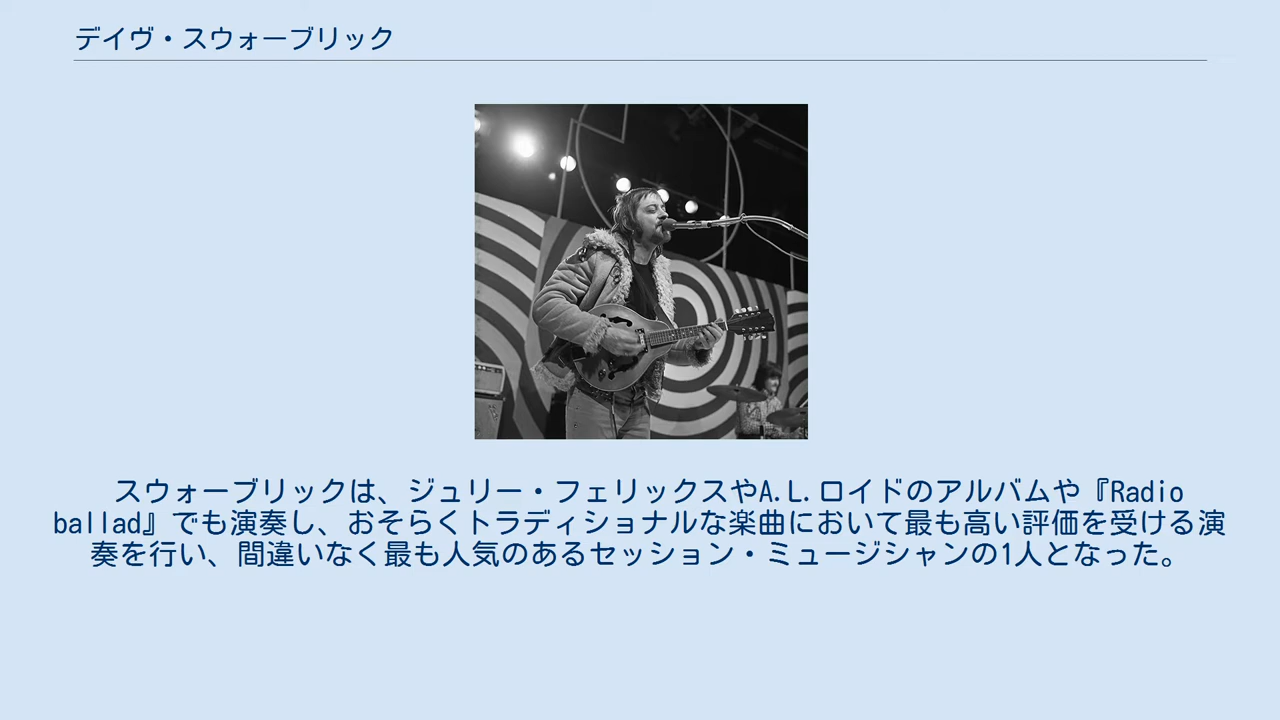 デイヴ・スウォーブリック
スウォーブリックは、ジュリー・フェリックスやA.L.ロイドのアルバムや『Radio
ballad』でも演奏し、おそらくトラディショナルな楽曲において最も高い評価を受ける演
奏を行い、間違いなく最も人気のあるセッション・ミュージシャンの1人となった。